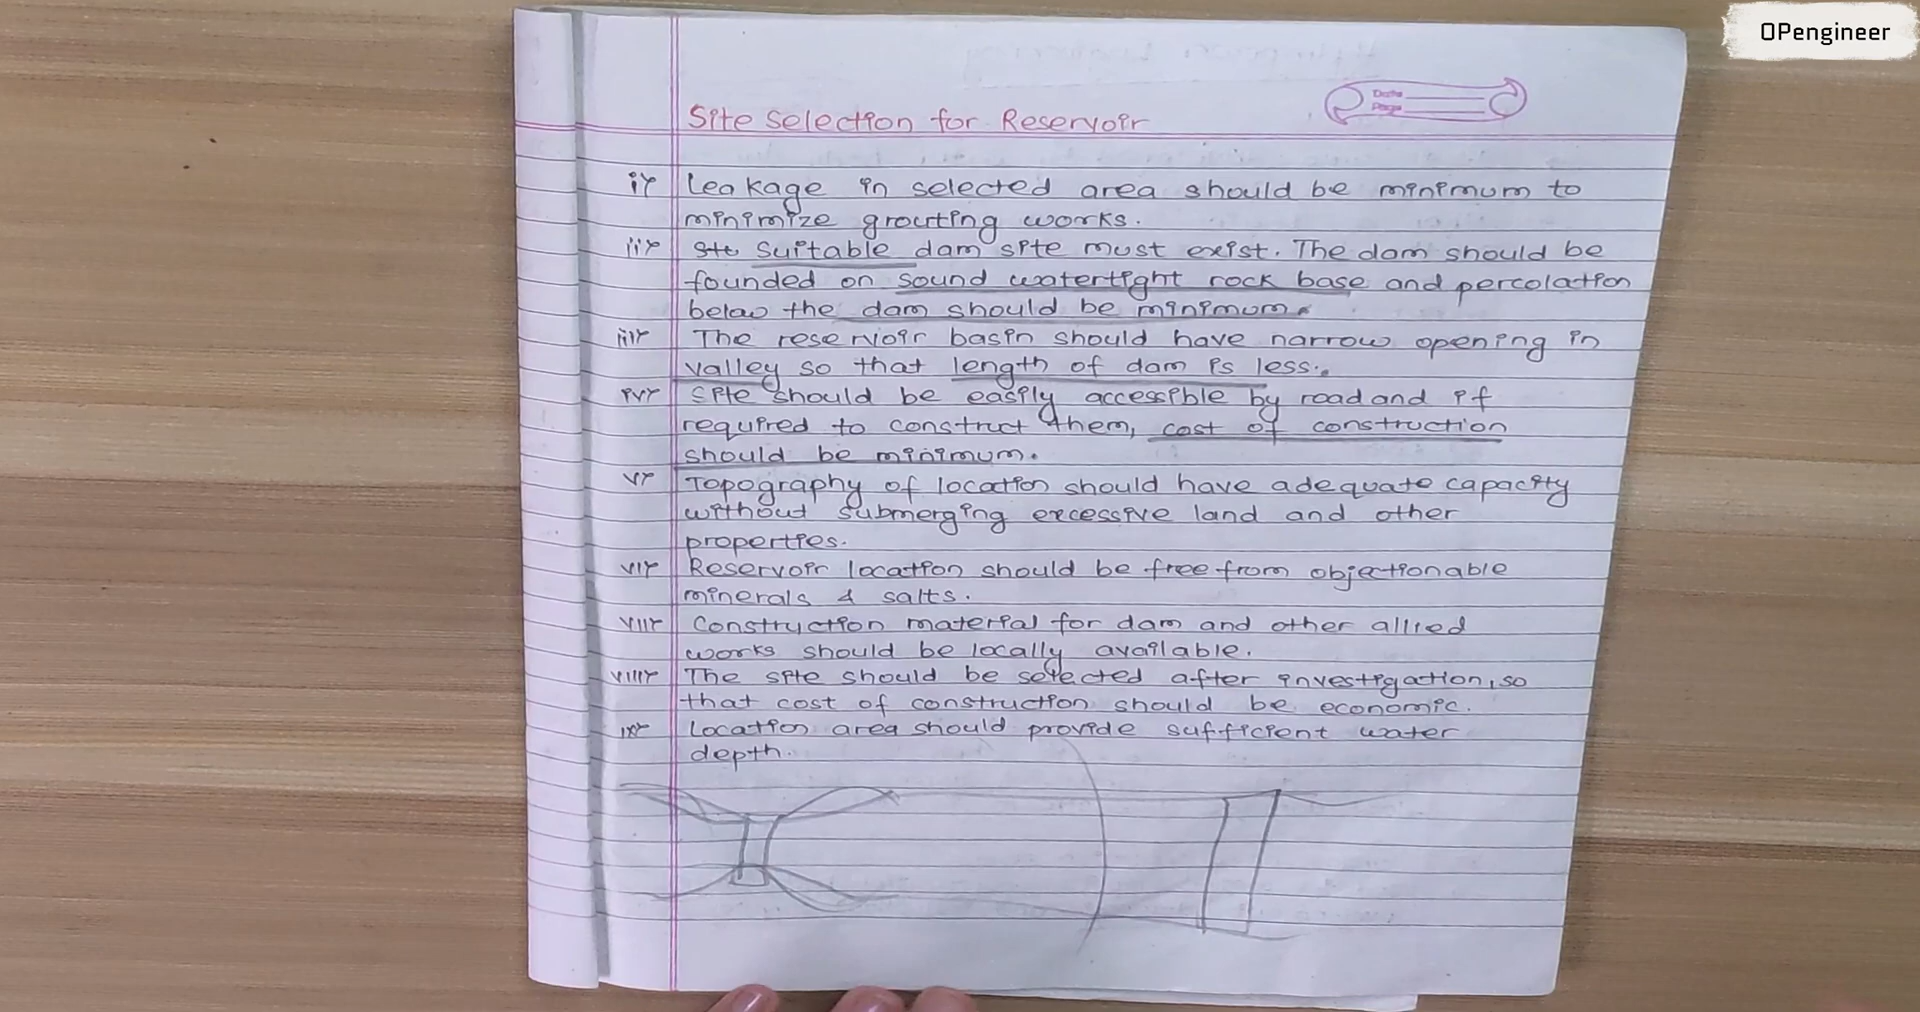 OPengineer
Date
Page
Site Selection for Reservoir
i) Leakage in selected area should be minimum to
minimize grouting works.
ii) Suitable dam site must exist. The dam should be
founded on sound watertight rock base and percolation
below the dam should be minimum.
iii) The reservoir basin should have narrow opening in
valley so that length of dam is less.
iv) Site should be easily accessible by road and if
required to construct them, cost of construction
should be minimum.
v) Topography of location should have adequate capacity
without submerging excessive land and other
properties.
vi) Reservoir location should be free from objectionable
minerals & salts.
vii) Construction material for dam and other allied
works should be locally available.
viii) The site should be selected after investigation, so
that cost of construction should be economic.
ix) Location area should provide sufficient water
depth.